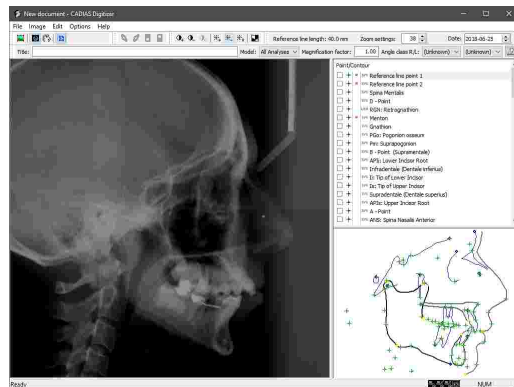 New document - CADIAS Digitizer
File Image Edit Options Help
Reference line length: 40.0 mm Zoom settings: 38 Date: 2018-06-25
Title: Model: All Analyses Magnification factor: 1.00 Angle class R/L: (Unknown) (Unknown)
Point/Contour
Reference line point 1
Reference line point 2
Spina Mentalis
D - Point
RGN: Retrognathion
Menton
Gnathion
PGo: Pogonion osseum
Pm: Suprapogonion
B - Point (Supramentale)
APIi: Lower Incisor Root
Infradentale (Dentale inferius)
Ii: Tip of Lower Incisor
Is: Tip of Upper Incisor
Supradentale (Dentale superius)
APIs: Upper Incisor Root
A - Point
ANS: Spina Nasalis Anterior
Ready
NUM